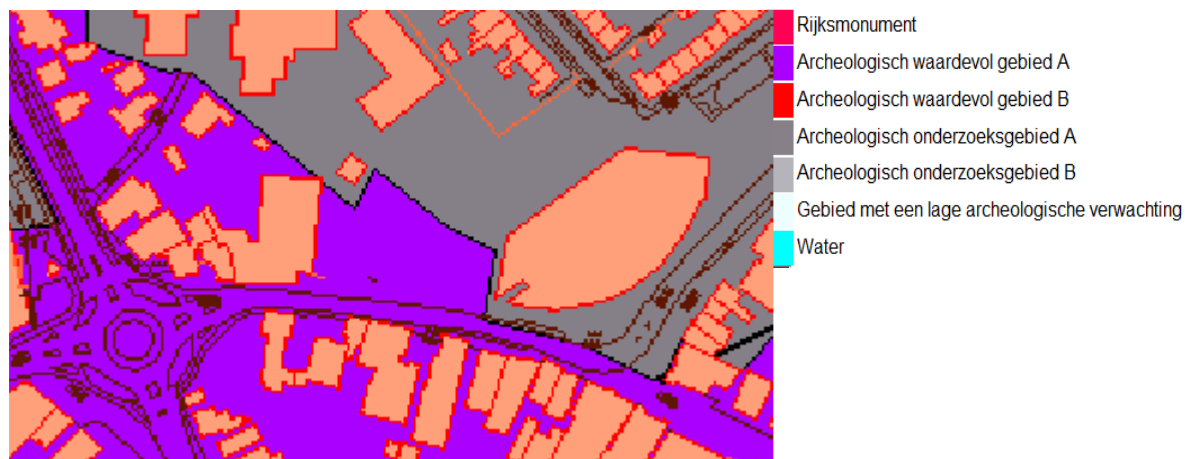 Rijksmonument
Archeologisch waardevol gebied A
Archeologisch waardevol gebied B
Archeologisch onderzoeksgebied A
Archeologisch onderzoeksgebied B
Gebied met een lage archeologische verwachting
Water